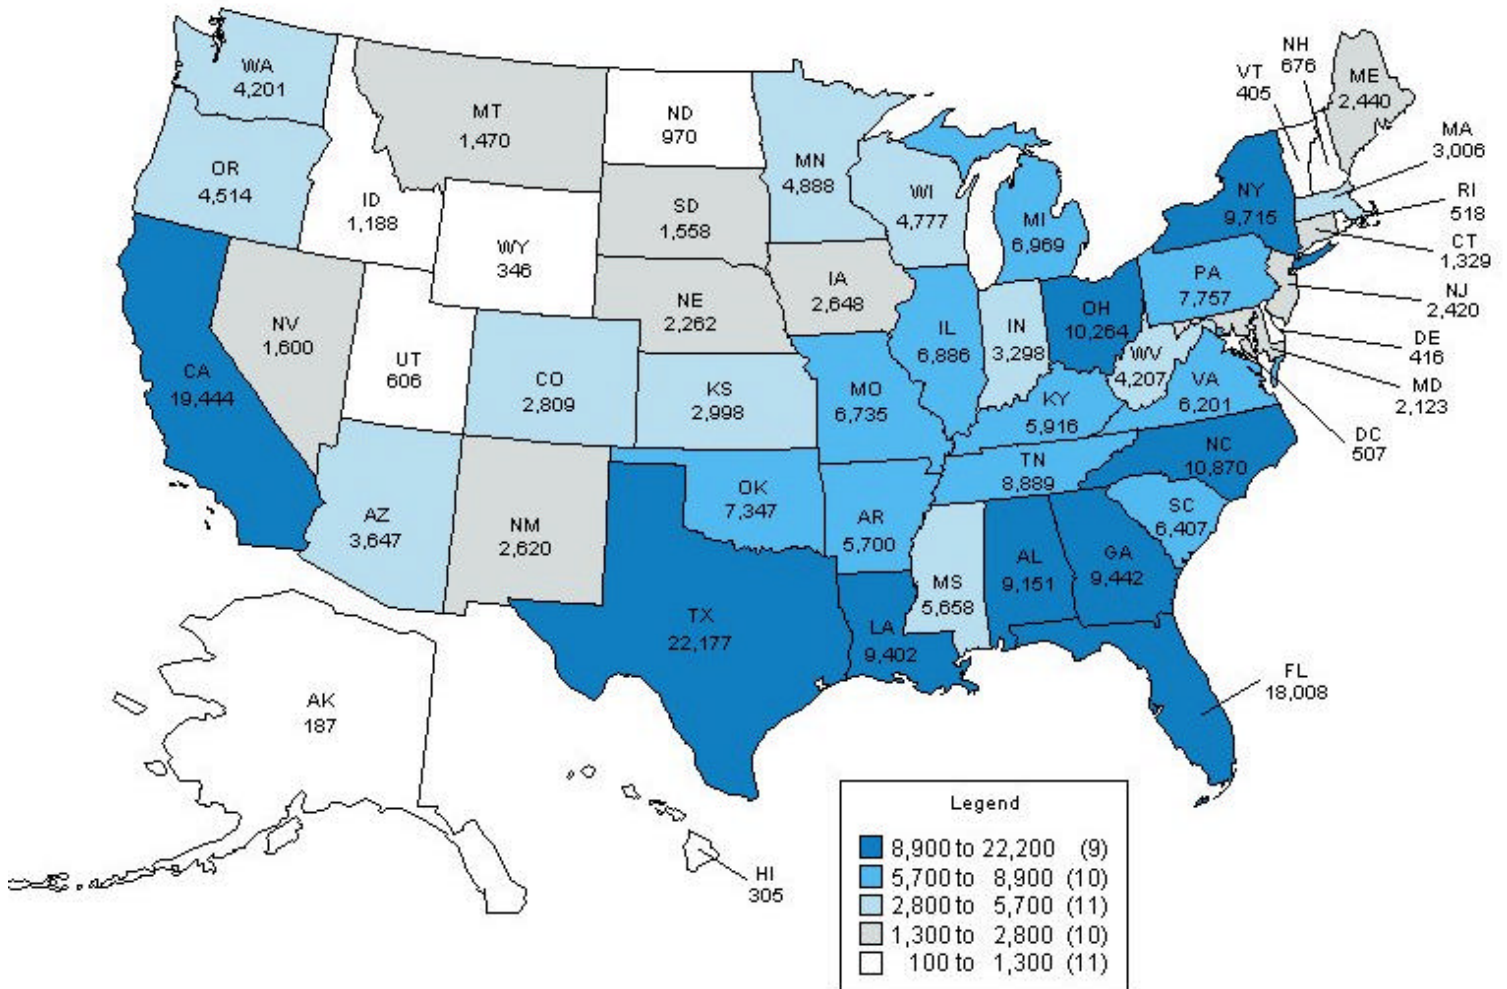 WA
4,201
OR
4,514
CA
19,444
NV
1,600
ID
1,188
MT
1,470
WY
346
UT
606
AZ
3,647
CO
2,809
NM
2,620
ND
970
SD
1,558
NE
2,262
KS
2,998
OK
7,347
TX
22,177
MN
4,888
IA
2,648
MO
6,735
AR
5,700
LA
9,402
WI
4,777
IL
6,886
MI
6,969
IN
3,298
OH
10,264
KY
5,916
TN
8,889
MS
5,658
AL
9,151
GA
9,442
FL
18,008
SC
6,407
NC
10,870
VA
6,201
WV
4,207
PA
7,757
NY
9,715
VT
405
NH
676
ME
2,440
MA
3,006
RI
518
CT
1,329
NJ
2,420
DE
416
MD
2,123
DC
507
AK
187
HI
305
Legend
8,900 to 22,200 (9)
5,700 to 8,900 (10)
2,800 to 5,700 (11)
1,300 to 2,800 (10)
100 to 1,300 (11)